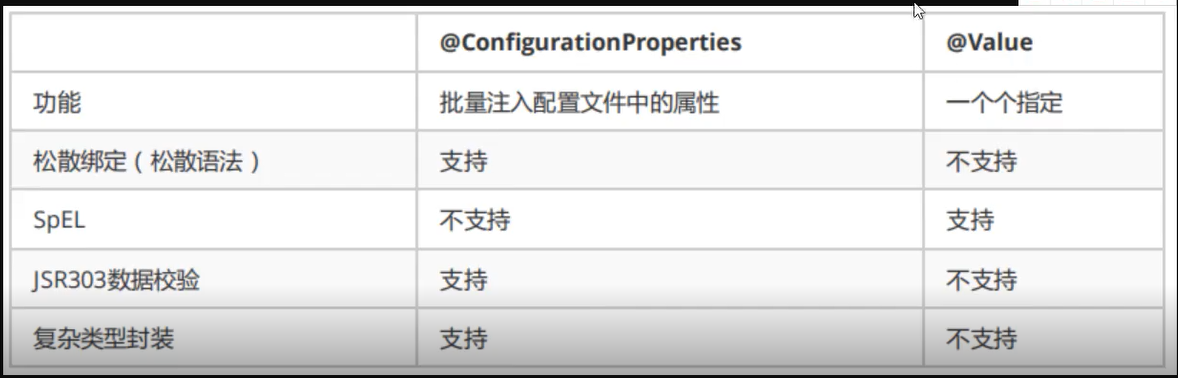 @ConfigurationProperties @Value
功能 批量注入配置文件中的属性 一个个指定
松散绑定（松散语法） 支持 不支持
SpEL 不支持 支持
JSR303数据校验 支持 不支持
复杂类型封装 支持 不支持